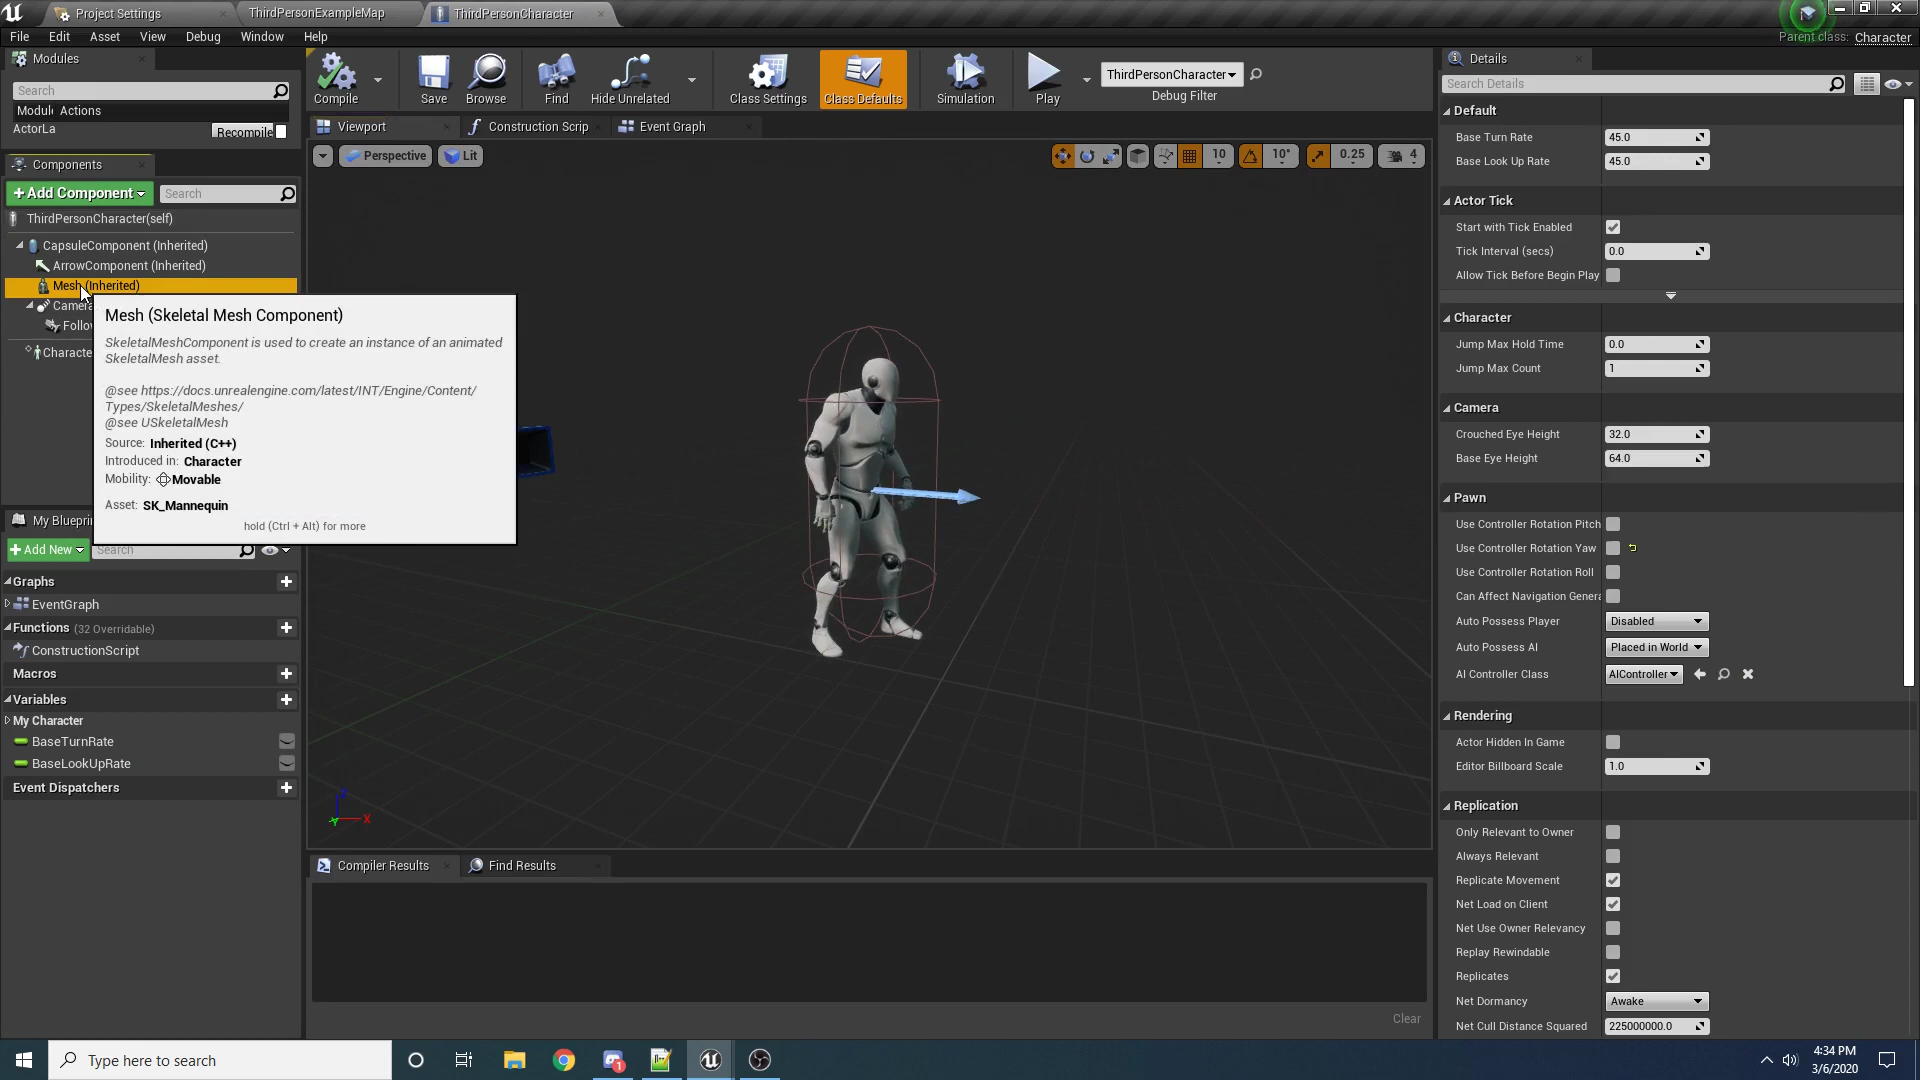 Project Settings
ThirdPersonExampleMap
ThirdPersonCharacter
File Edit Asset View Debug Window Help
Parent class: Character
Modules
Search
Modul Actions
ActorLa Recompile
Compile
Save
Browse
Find
Hide Unrelated
Class Settings
Class Defaults
Simulation
Play
ThirdPersonCharacter
Debug Filter
Viewport
Construction Scrip
Event Graph
Perspective
Lit
10
10°
0.25
4
Components
+ Add Component
Search
ThirdPersonCharacter(self)
CapsuleComponent (Inherited)
ArrowComponent (Inherited)
Mesh (Inherited)
Camera
Follo
Characte
Mesh (Skeletal Mesh Component)
SkeletalMeshComponent is used to create an instance of an animated
SkeletalMesh asset.
@see https://docs.unrealengine.com/latest/INT/Engine/Content/
Types/SkeletalMeshes/
@see USkeletalMesh
Source: Inherited (C++)
Introduced in: Character
Mobility: Movable
Asset: SK_Mannequin
hold (Ctrl + Alt) for more
My Blueprin
+ Add New
Search
Graphs
EventGraph
Functions (32 Overridable)
ConstructionScript
Macros
Variables
My Character
BaseTurnRate
BaseLookUpRate
Event Dispatchers
Z
X
Y
Compiler Results
Find Results
Clear
Details
Search Details
Default
Base Turn Rate 45.0
Base Look Up Rate 45.0
Actor Tick
Start with Tick Enabled
Tick Interval (secs) 0.0
Allow Tick Before Begin Play
Character
Jump Max Hold Time 0.0
Jump Max Count 1
Camera
Crouched Eye Height 32.0
Base Eye Height 64.0
Pawn
Use Controller Rotation Pitch
Use Controller Rotation Yaw
Use Controller Rotation Roll
Can Affect Navigation Genera
Auto Possess Player Disabled
Auto Possess AI Placed in World
AI Controller Class AIController
Rendering
Actor Hidden In Game
Editor Billboard Scale 1.0
Replication
Only Relevant to Owner
Always Relevant
Replicate Movement
Net Load on Client
Net Use Owner Relevancy
Replay Rewindable
Replicates
Net Dormancy Awake
Net Cull Distance Squared 225000000.0
Type here to search
1
4:34 PM
3/6/2020